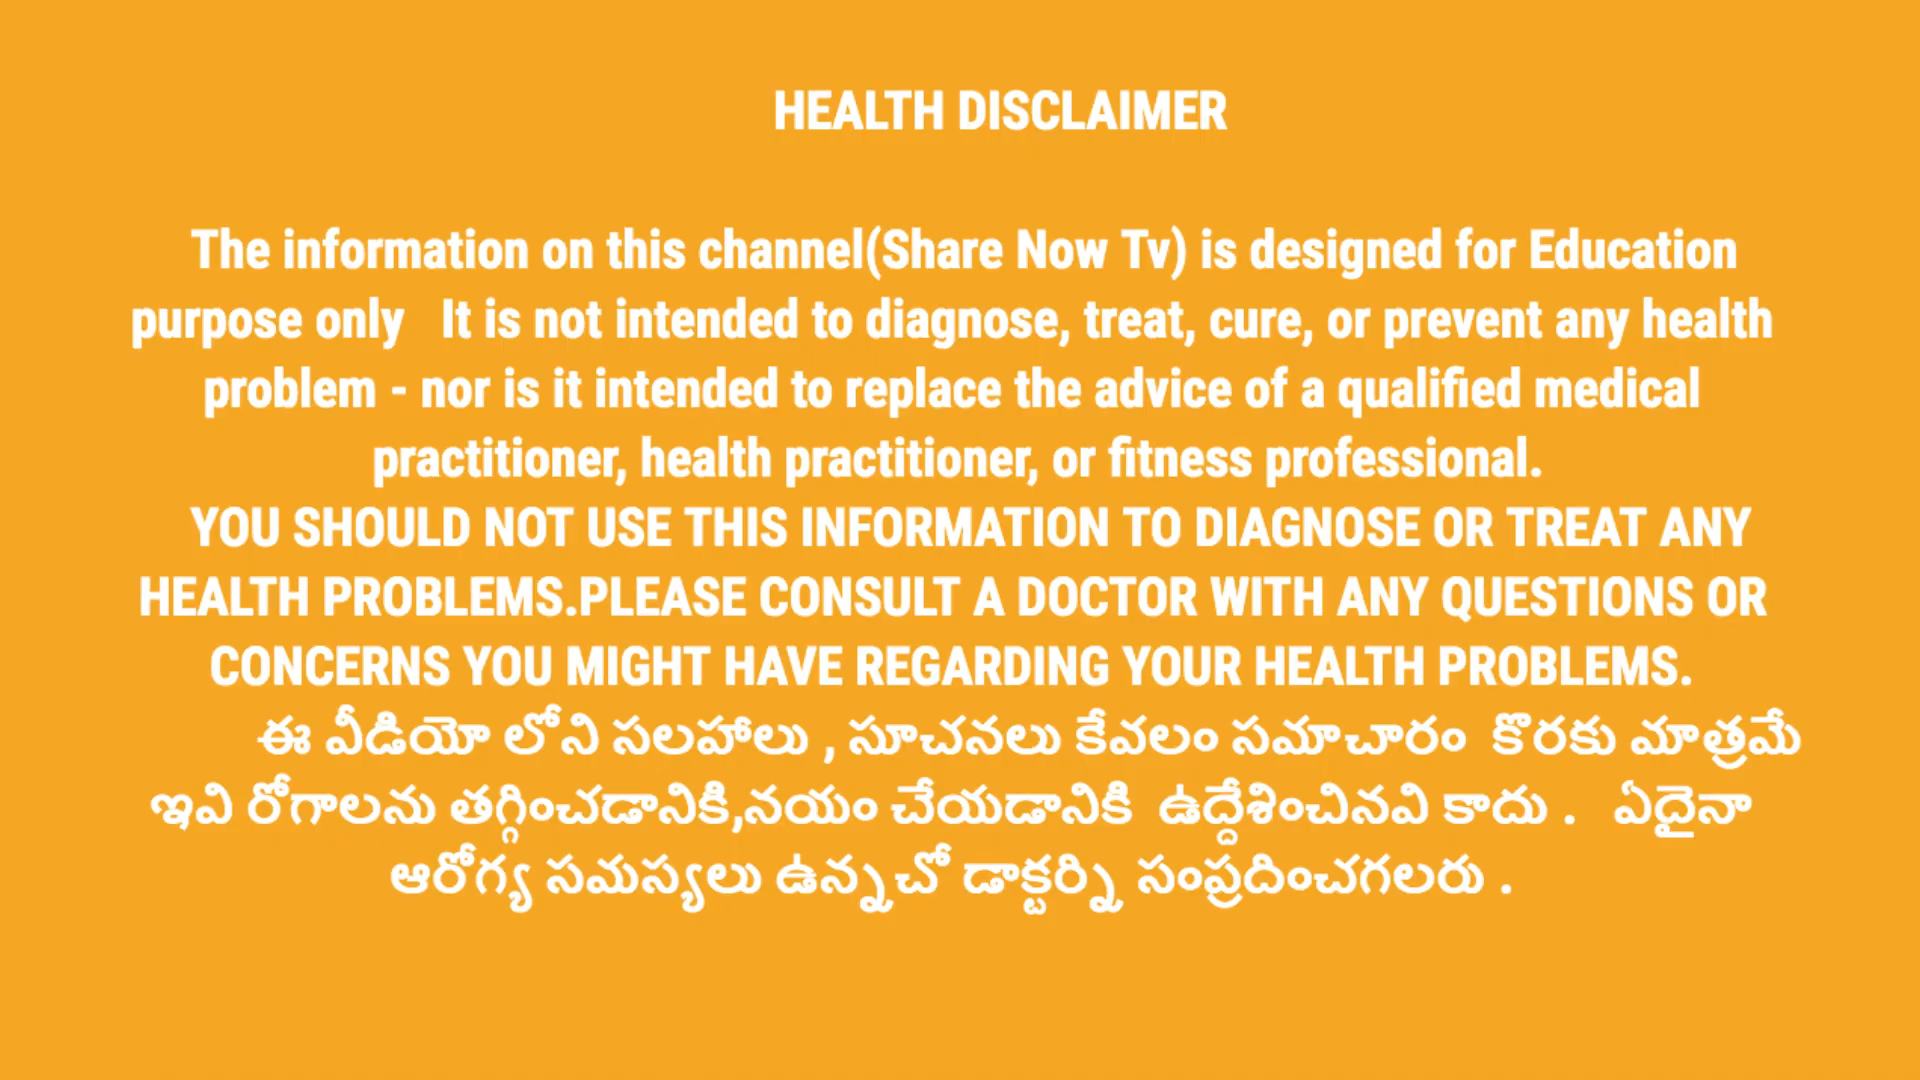 HEALTH DISCLAIMER
The information on this channel(Share Now Tv) is designed for Education
purpose only   It is not intended to diagnose, treat, cure, or prevent any health
problem - nor is it intended to replace the advice of a qualified medical
practitioner, health practitioner, or fitness professional.
YOU SHOULD NOT USE THIS INFORMATION TO DIAGNOSE OR TREAT ANY
HEALTH PROBLEMS.PLEASE CONSULT A DOCTOR WITH ANY QUESTIONS OR
CONCERNS YOU MIGHT HAVE REGARDING YOUR HEALTH PROBLEMS.
ఈ వీడియో లోని సలహాలు , సూచనలు కేవలం సమాచారం  కొరకు మాత్రమే
ఇవి రోగాలను తగ్గించడానికి,నయం చేయడానికి  ఉద్దేశించినవి కాదు .   ఏదైనా
ఆరోగ్య సమస్యలు ఉన్నచో డాక్టర్ని సంప్రదించగలరు .